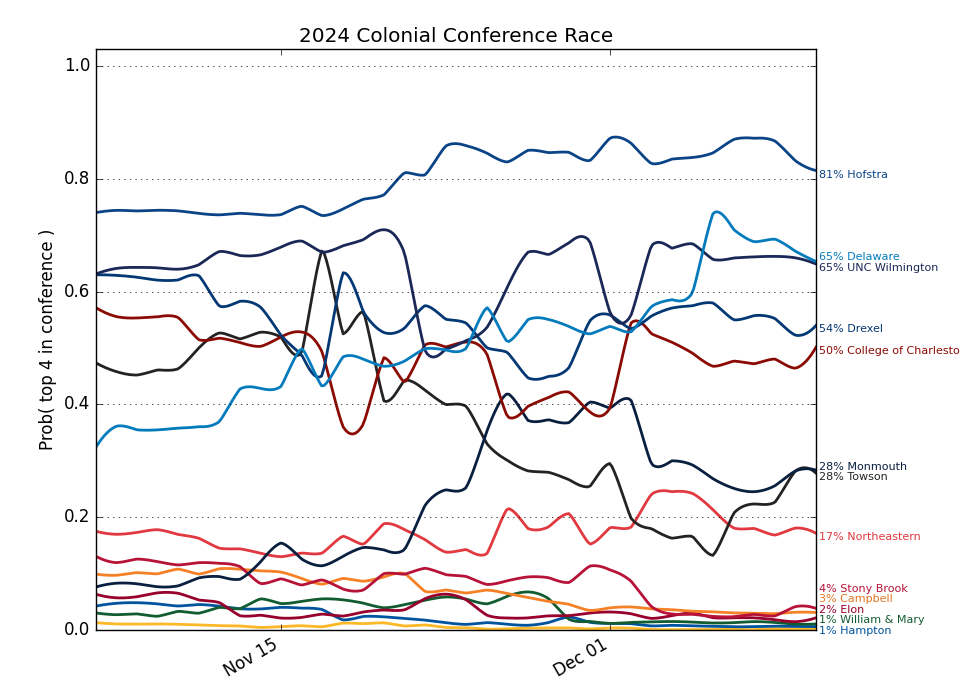 2024 Colonial Conference Race
Prob( top 4 in conference )
1.0
0.8
0.6
0.4
0.2
0.0
Nov 15
Dec 01
81% Hofstra
65% Delaware
65% UNC Wilmington
54% Drexel
50% College of Charlesto
28% Monmouth
28% Towson
17% Northeastern
4% Stony Brook
3% Campbell
2% Elon
1% William & Mary
1% Hampton